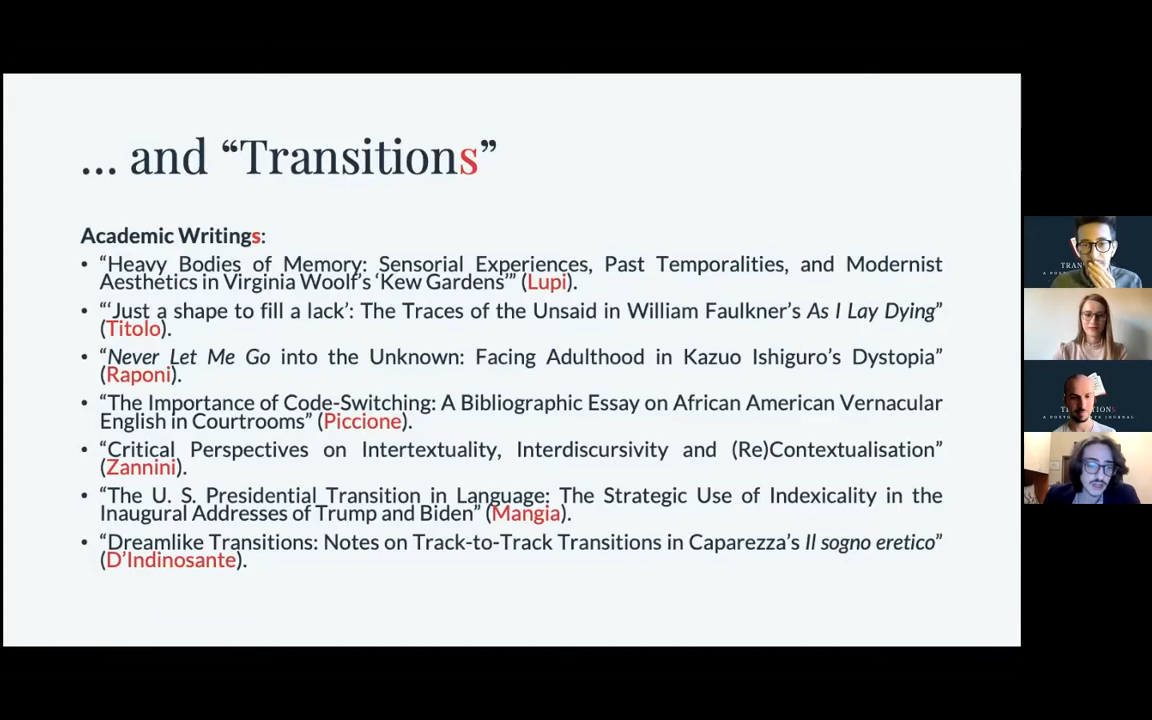 ... and “Transitions”
Academic Writings:
• “Heavy Bodies of Memory: Sensorial Experiences, Past Temporalities, and Modernist
Aesthetics in Virginia Woolf’s ‘Kew Gardens’” (Lupi).
• “‘Just a shape to fill a lack’: The Traces of the Unsaid in William Faulkner’s As I Lay Dying”
(Titolo).
• “Never Let Me Go into the Unknown: Facing Adulthood in Kazuo Ishiguro’s Dystopia”
(Raponi).
• “The Importance of Code-Switching: A Bibliographic Essay on African American Vernacular
English in Courtrooms” (Piccione).
• “Critical Perspectives on Intertextuality, Interdiscursivity and (Re)Contextualisation”
(Zannini).
• “The U. S. Presidential Transition in Language: The Strategic Use of Indexicality in the
Inaugural Addresses of Trump and Biden” (Mangia).
• “Dreamlike Transitions: Notes on Track-to-Track Transitions in Caparezza’s Il sogno eretico”
(D’Indinosante).